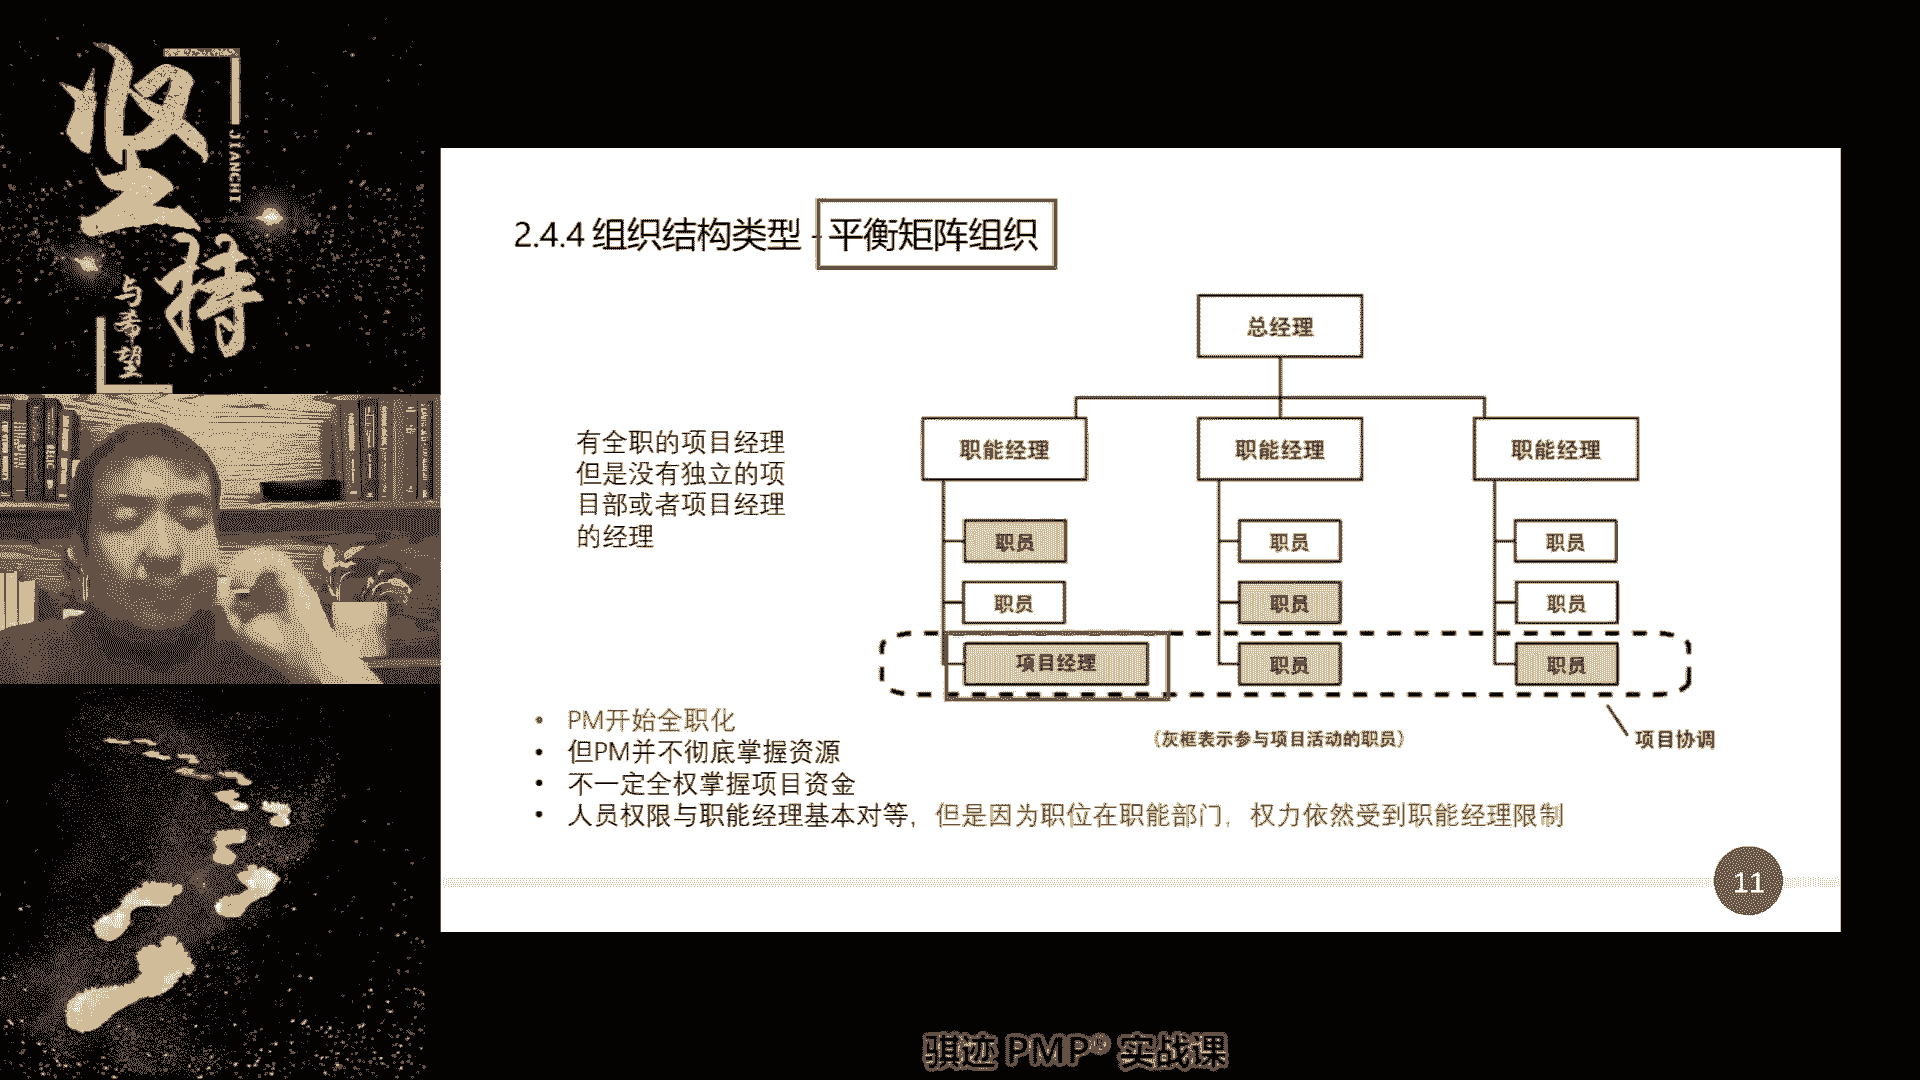 坚持
JIANCHI
与希望
2.4.4 组织结构类型 - 平衡矩阵组织
总经理
职能经理 职能经理 职能经理
有全职的项目经理
但是没有独立的项
目部或者项目经理
的经理
职员 职员 职员
职员 职员 职员
项目经理 职员 职员
(灰框表示参与项目活动的职员)
项目协调
• PM开始全职化
• 但PM并不彻底掌握资源
• 不一定全权掌握项目资金
• 人员权限与职能经理基本对等，但是因为职位在职能部门，权力依然受到职能经理限制
11
骐迹 PMP® 实战课